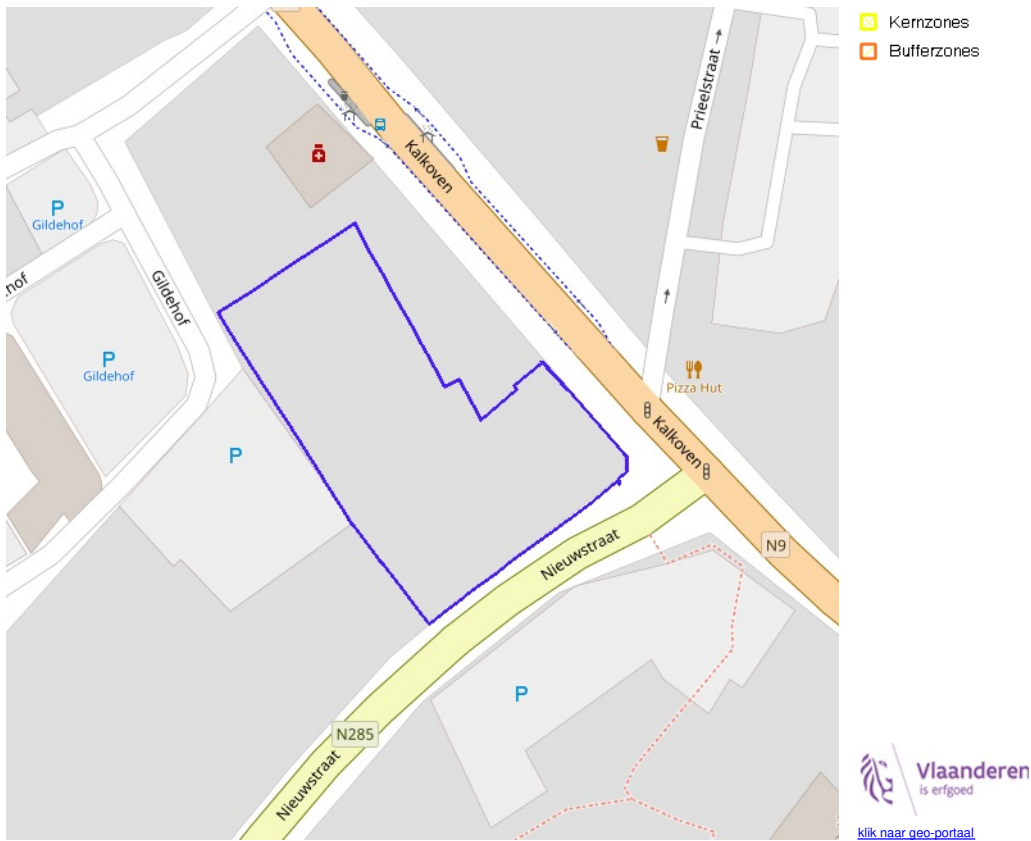 Kernzones
Bufferzones
Prieelstraat
Kalkoven
P
Gildehof
Gildehof
hof
P
Gildehof
P
Pizza Hut
Kalkoven
N9
Nieuwstraat
P
N285
Nieuwstraat
Vlaanderen
is erfgoed
klik naar geo-portaal